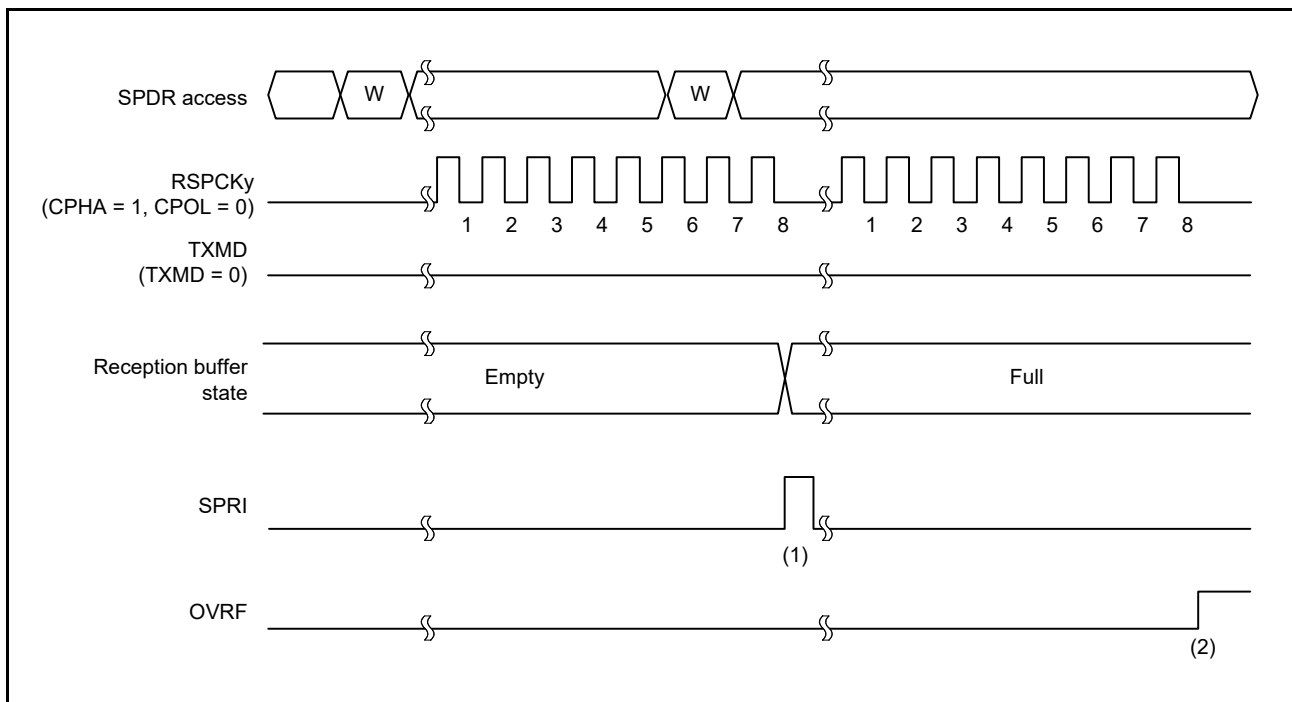 SPDR access
W
W
RSPCKy
(CPHA = 1, CPOL = 0)
1 2 3 4 5 6 7 8 1 2 3 4 5 6 7 8
TXMD
(TXMD = 0)
Reception buffer
state
Empty
Full
SPRI
(1)
OVRF
(2)